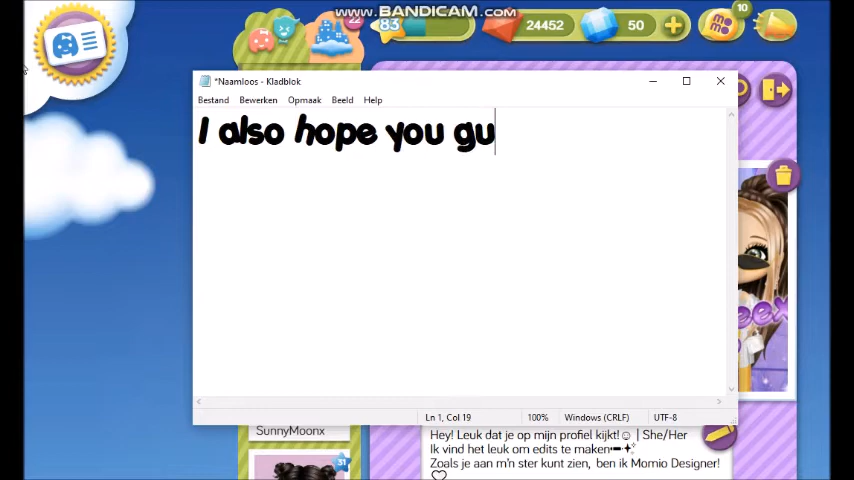 www.BANDICAM.com
22
83
24452
50
10
*Naamloos - Kladblok
Bestand Bewerken Opmaak Beeld Help
I also hope you gu
Ln 1, Col 19 100% Windows (CRLF) UTF-8
SunnyMoonx
31
Hey! Leuk dat je op mijn profiel kijkt!☺ | She/Her
Ik vind het leuk om edits te maken
Zoals je aan m'n ster kunt zien, ben ik Momio Designer!
♡